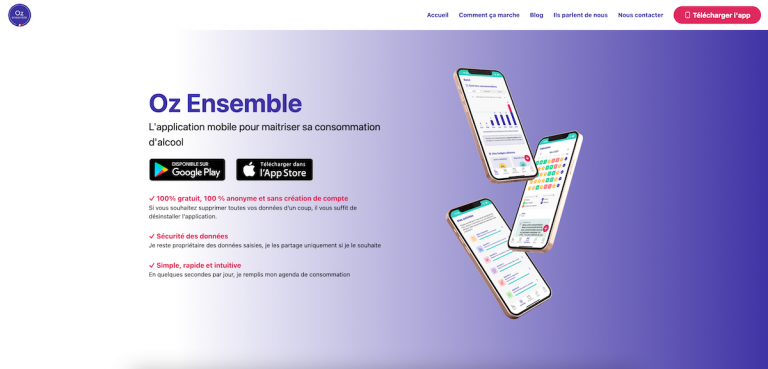 Oz
ensemble
Accueil
Comment ça marche
Blog
Ils parlent de nous
Nous contacter
Télécharger l'app
Oz Ensemble
L'application mobile pour maitriser sa consommation
d'alcool
DISPONIBLE SUR
Google Play
Télécharger dans
l'App Store
100% gratuit, 100 % anonyme et sans création de compte
Si vous souhaitez supprimer toutes vos données d'un coup, il vous suffit de
désinstaller l'application.
Sécurité des données
Je reste propriétaire des données saisies, je les partage uniquement si je le souhaite
Simple, rapide et intuitive
En quelques secondes par jour, je remplis mon agenda de consommation